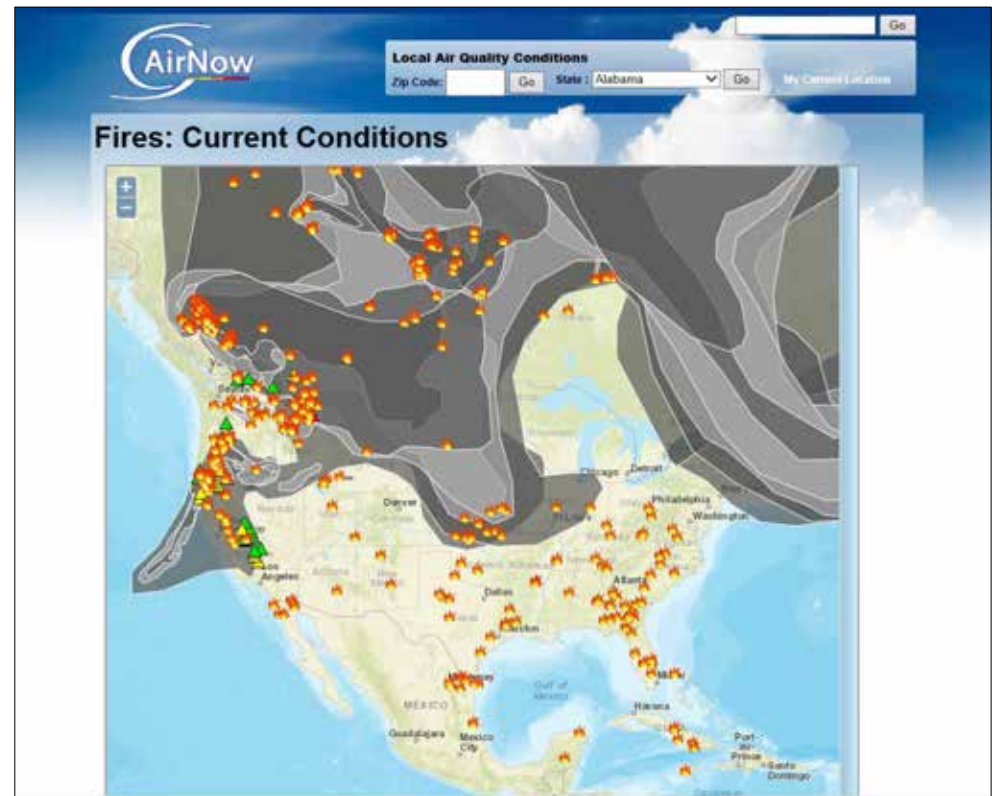 Go
AirNow
Local Air Quality Conditions
Zip Code: Go State : Alabama Go My Current Location
Fires: Current Conditions
+
−
Chicago Detroit
Denver
Philadelphia
Washington
Los
Angeles
Atlanta
Dallas
Houston
Gulf of
Mexico
Miami
MEXICO
Havana
Guadalajara Mexico
City
Port-
au-
Prince
Santo
Domingo